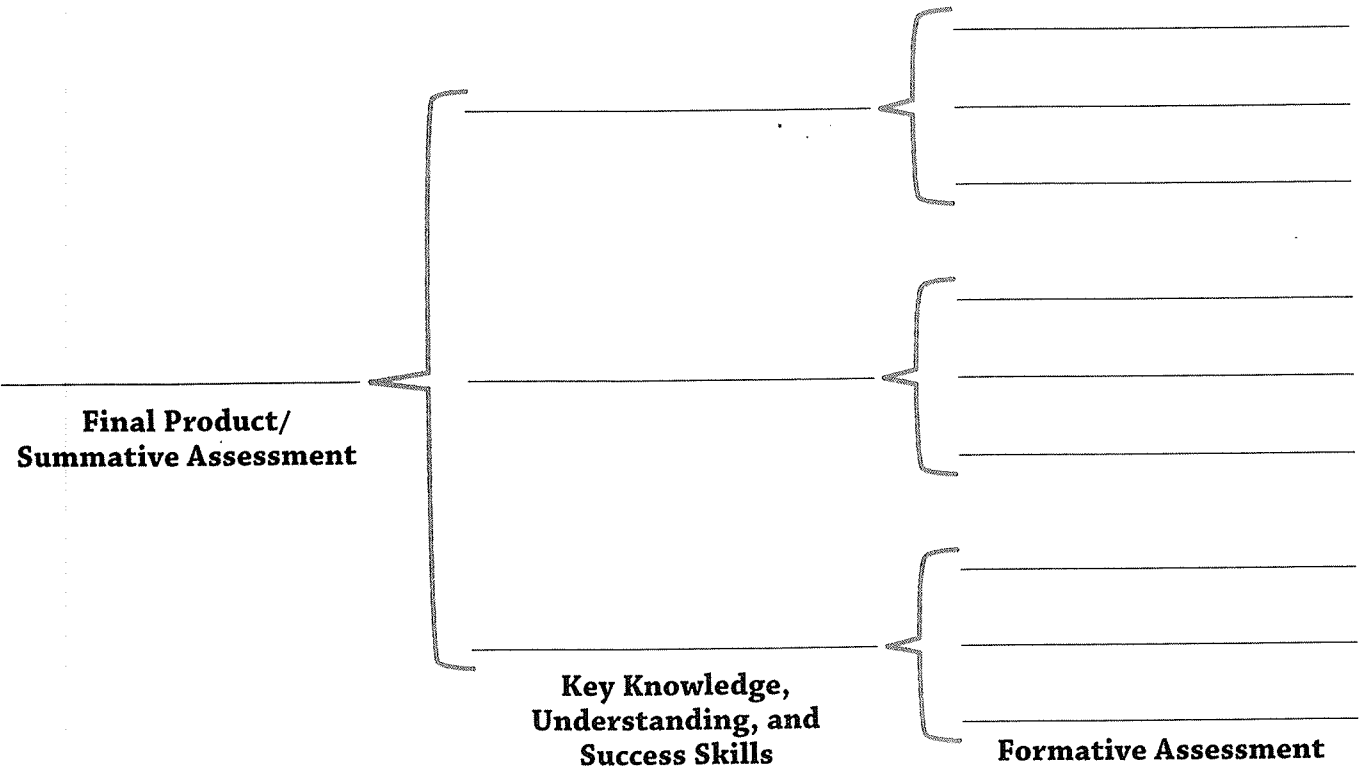 Final Product/
Summative Assessment
Key Knowledge,
Understanding, and
Success Skills
Formative Assessment